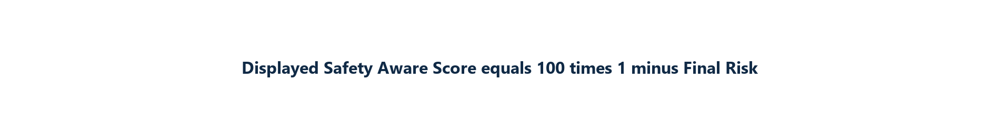 Displayed Safety Aware Score equals 100 times 1 minus Final Risk